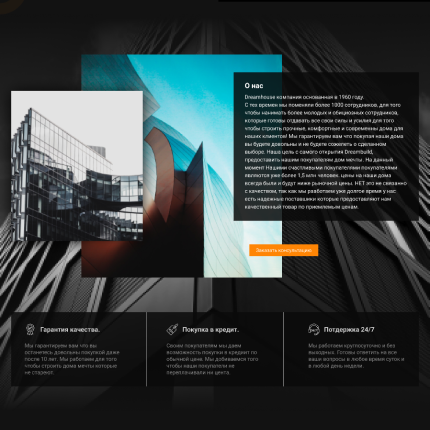 О нас
Dreamhouse компания основанная в 1960 году.
С тех времен мы поменяли более 1000 сотрудников, для того
чтобы нанимать более молодых и обициозных сотрудников,
которые готовы отдавать все свои силы и усилия для того
чтобы строить прочные, комфортные и современны дома для
наших клиентов! Мы гарантируем вам что покупая наши дома
вы будете довольны и не будете сожелеть о сделанном
выборе. Наша цель с самого открытия Dreambuild,
предоставить нашим покупателям дом мечты. На данный
момент Нашими счастливыми покупателями покупателями
являются уже более 1,5 млн человек. цены на наши дома
всегда были и будут ниже рыночной цены. НЕТ это не связанно
с качеством, так как мы работаем уже долгое время у нас
есть надежные поставщики которые предоставляют нам
качественный товар по приемлемым ценам.
Заказать консультацию
Гарантия качества.
Мы гарантируем вам что вы
останетесь довольны покупкой даже
после 10 лет. Мы работаем для того
чтобы строить дома мечты которые
не стареют.
Покупка в кредит.
Своим покупателям мы даем
возможность покупки в кредит по
обычной цене. Мы добиваемся того
чтобы наши покупатели не
переплачивали ни цента.
Потдержка 24/7
Мы работаем круглосуточно и без
выходных. Готовы ответить на все
ваши вопросы в любое время суток и
в любой день недели.